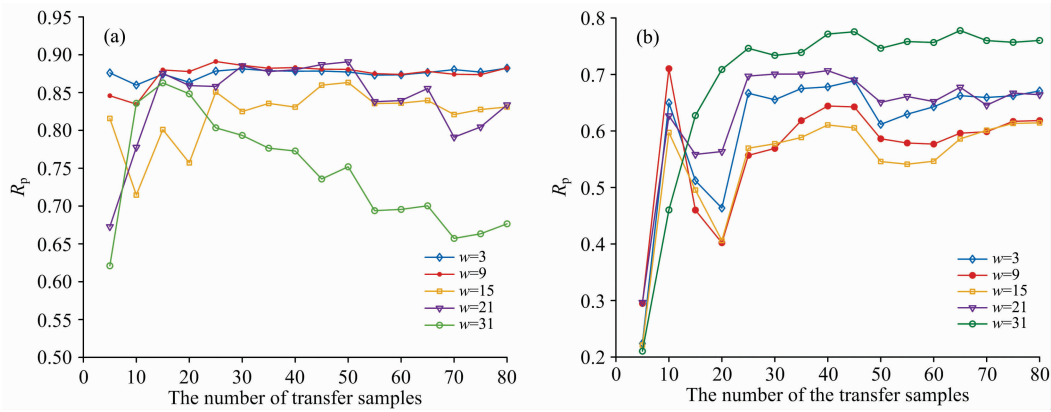 (a)
0.95
0.90
0.85
0.80
0.75
0.70
0.65
0.60
0.55
0.50
Rp
0 10 20 30 40 50 60 70 80
The number of transfer samples
w=3
w=9
w=15
w=21
w=31
(b)
0.8
0.7
0.6
0.5
0.4
0.3
0.2
Rp
0 10 20 30 40 50 60 70 80
The number of the transfer samples
w=3
w=9
w=15
w=21
w=31